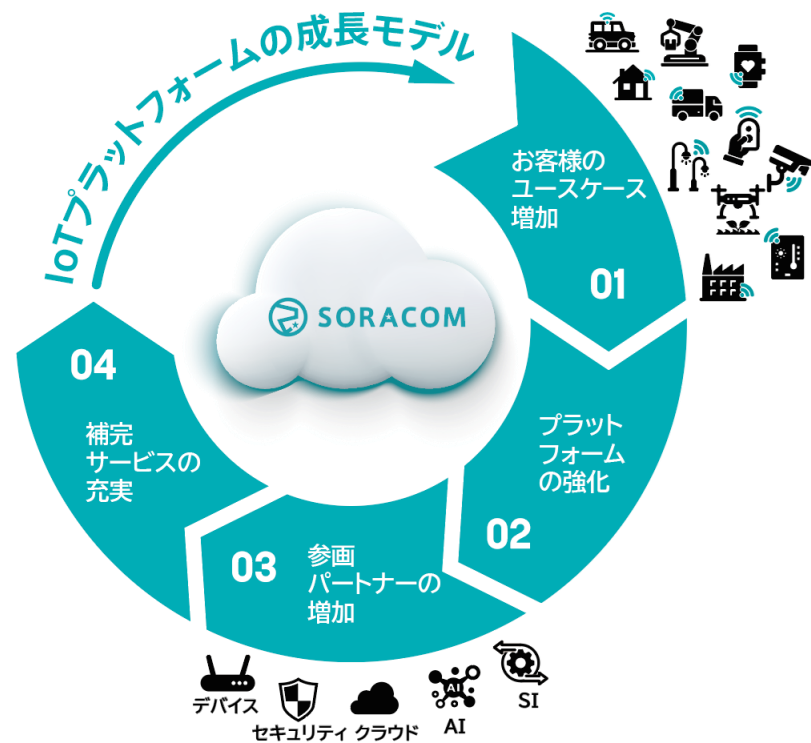 IoTプラットフォームの成長モデル
お客様の
ユースケース
増加
01
SORACOM
プラット
フォーム
の強化
02
03
参画
パートナーの
増加
04
補完
サービスの
充実
デバイス
セキュリティ
クラウド
AI
AI
SI